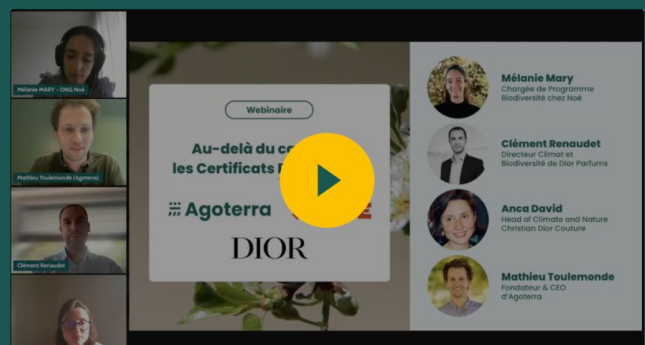 Mélanie MARY - ONG Noé
Mathieu Toulemonde (Agoterra)
Clément Renaudet
Webinaire
Au-delà du
les Certificats
Agoterra
DIOR
Mélanie Mary
Chargée de Programme
Biodiversité chez Noé
Clément Renaudet
Directeur Climat et
Biodiversité de Dior Parfums
Anca David
Head of Climate and Nature
Christian Dior Couture
Mathieu Toulemonde
Fondateur & CEO
d'Agoterra